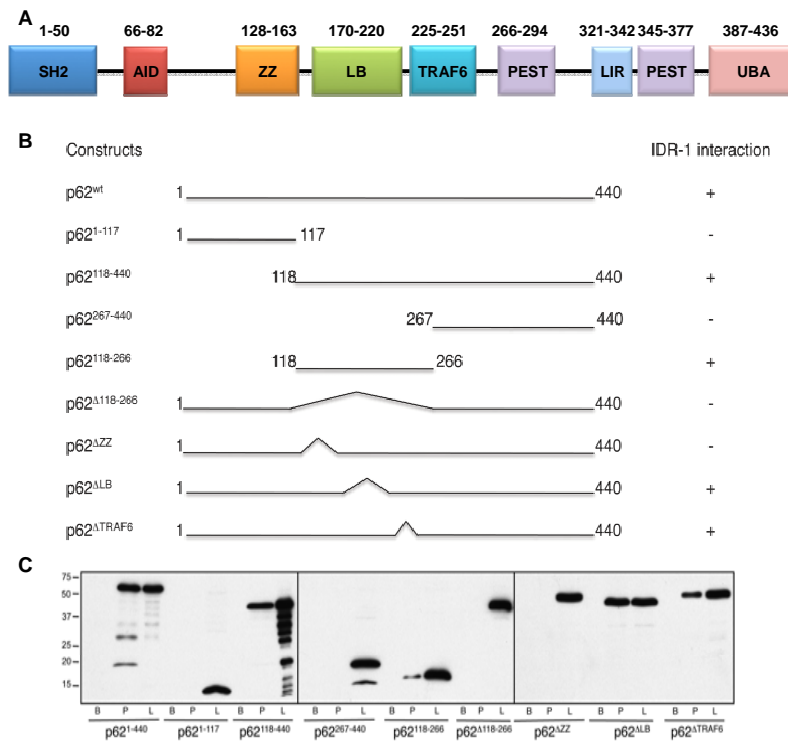 A
1-50 66-82 128-163 170-220 225-251 266-294 321-342 345-377 387-436
SH2 AID ZZ LB TRAF6 PEST LIR PEST UBA
B
Constructs IDR-1 interaction
p62wt 1 440 +
p621-117 1 117 -
p62118-440 118 440 +
p62267-440 267 440 -
p62118-266 118 266 +
p62Δ118-266 1 440 -
p62ΔZZ 1 440 -
p62ΔLB 1 440 +
p62ΔTRAF6 1 440 +
C
75
50
37
25
20
15
B P L B P L B P L B P L B P L B P L B P L B P L B P L
p621-440 p621-117 p62118-440 p62267-440 p62118-266 p62Δ118-266 p62ΔZZ p62ΔLB p62ΔTRAF6